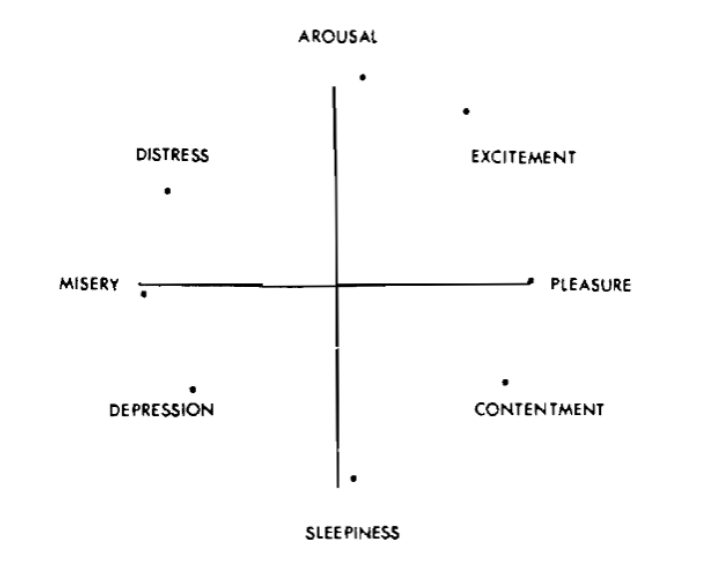 AROUSAL
DISTRESS
EXCITEMENT
MISERY
PLEASURE
DEPRESSION
CONTENTMENT
SLEEPINESS